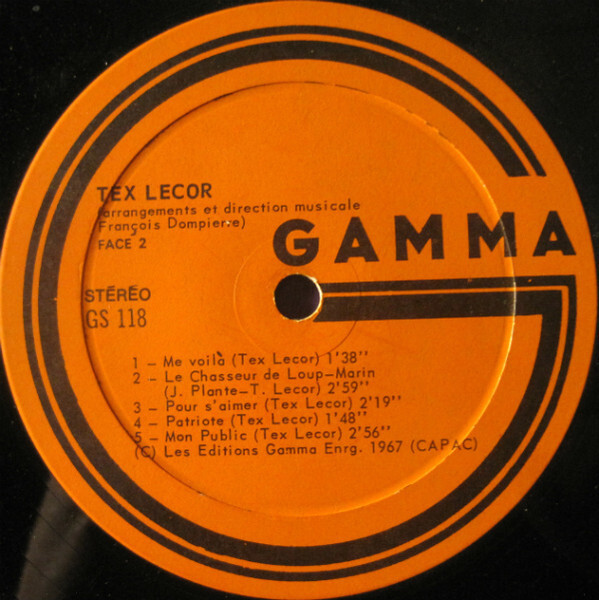 TEX LECOR
(arrangements et direction musicale
François Dompierre)
FACE 2
GAMMA
STÉRÉO
GS 118
1 - Me voilà (Tex Lecor) 1'38''
2 - Le Chasseur de Loup-Marin
(J. Plante-T. Lecor) 2'59''
3 - Pour s'aimer (Tex Lecor) 2'19''
4 - Patriote (Tex Lecor) 1'48''
5 - Mon Public (Tex Lecor) 2'56''
(C) Les Editions Gamma Enrg. 1967 (CAPAC)